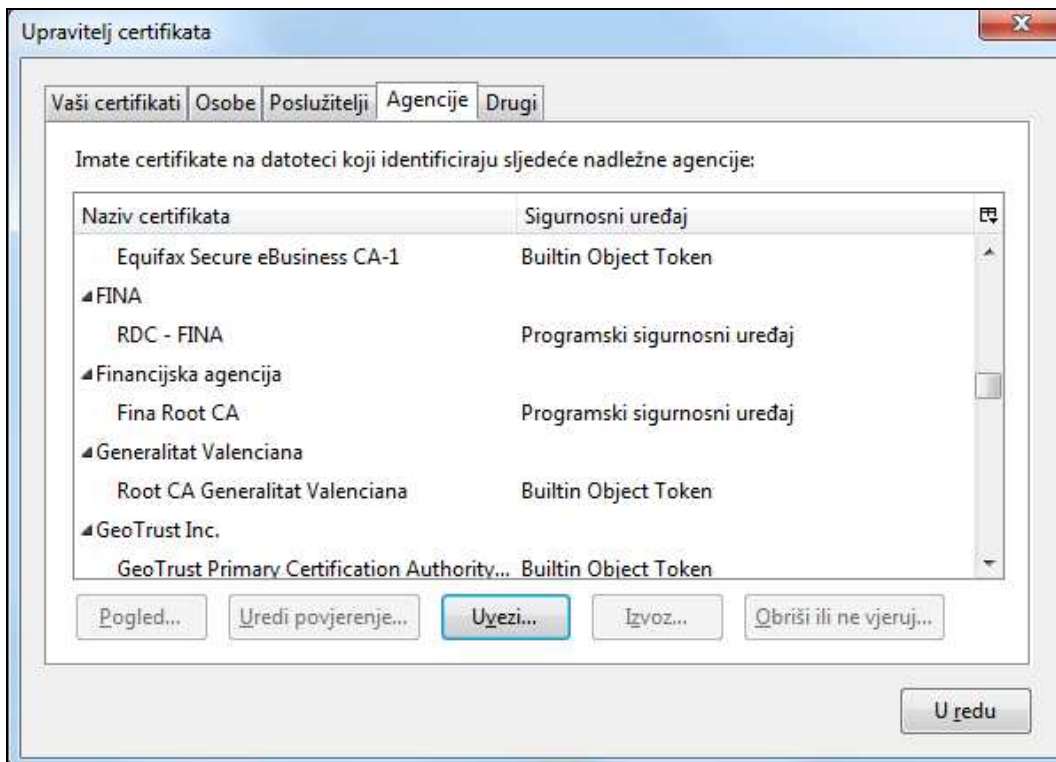 Upravitelj certifikata
Vaši certifikati Osobe Poslužitelji Agencije Drugi
Imate certifikate na datoteci koji identificiraju sljedeće nadležne agencije:
Naziv certifikata Sigurnosni uređaj
Equifax Secure eBusiness CA-1 Builtin Object Token
FINA
RDC - FINA Programski sigurnosni uređaj
Financijska agencija
Fina Root CA Programski sigurnosni uređaj
Generalitat Valenciana
Root CA Generalitat Valenciana Builtin Object Token
GeoTrust Inc.
GeoTrust Primary Certification Authority... Builtin Object Token
Pogled... Uredi povjerenje... Uvezi... Izvoz... Obriši ili ne vjeruj...
U redu